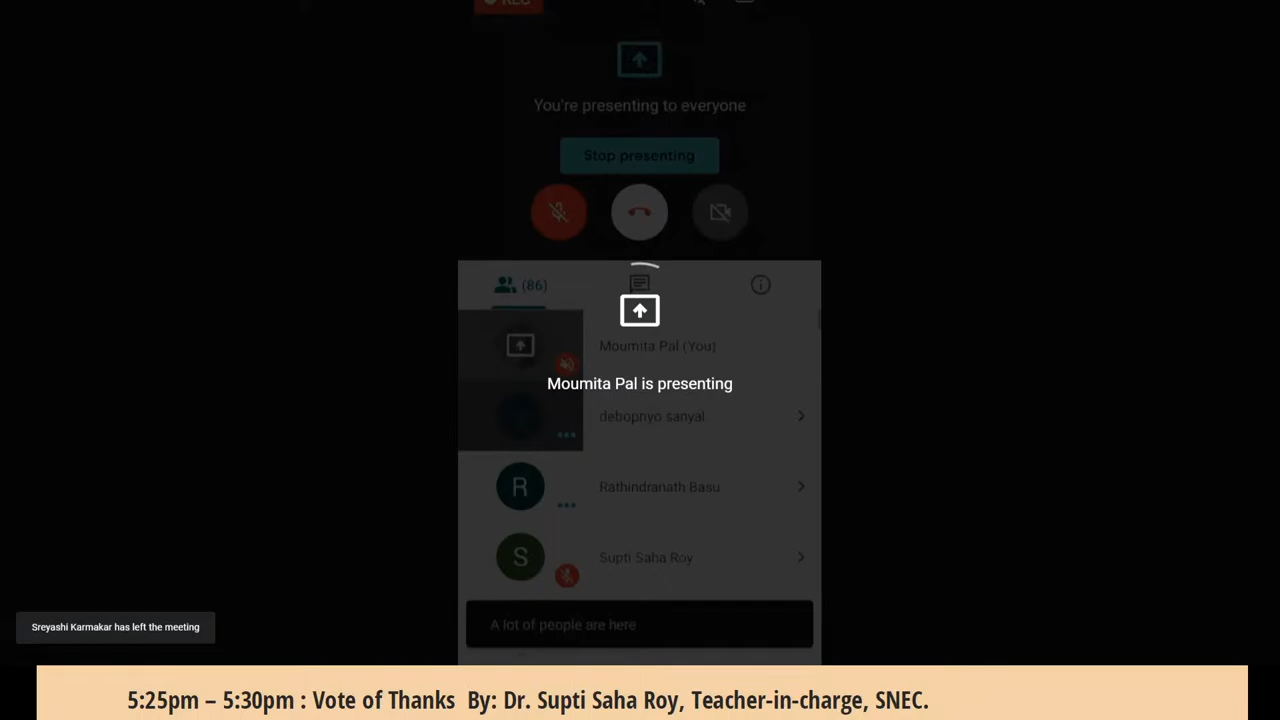 REC
You're presenting to everyone
Stop presenting
(86)
Moumita Pal (You)
Moumita Pal is presenting
debopriyo sanyal
R
Rathindranath Basu
S
Supti Saha Roy
A lot of people are here
Sreyashi Karmakar has left the meeting
5:25pm – 5:30pm : Vote of Thanks By: Dr. Supti Saha Roy, Teacher-in-charge, SNEC.